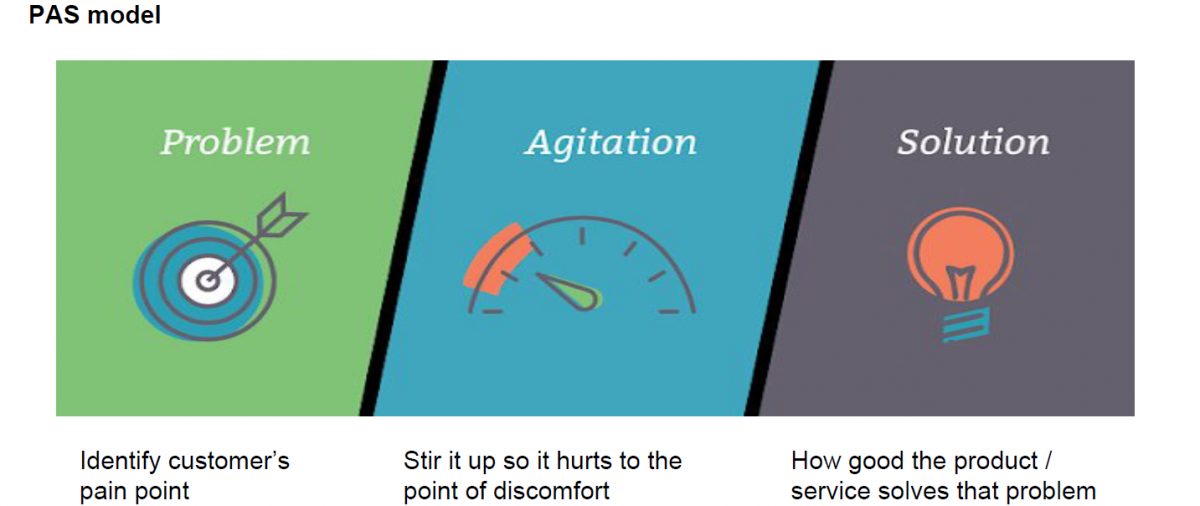 PAS model
Problem
Agitation
Solution
Identify customer’s
pain point
Stir it up so it hurts to the
point of discomfort
How good the product /
service solves that problem